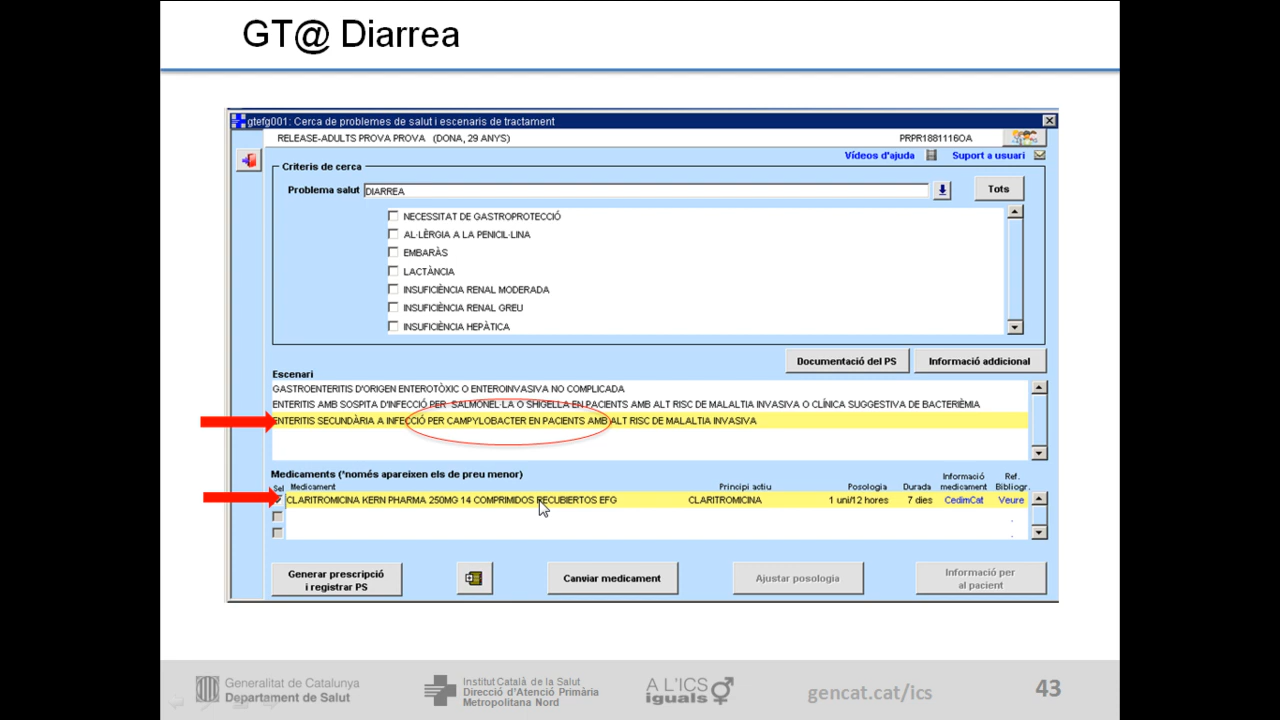 GT@ Diarrea
gtefg001: Cerca de problemes de salut i escenaris de tractament
RELEASE-ADULTS PROVA PROVA (DONA, 29 ANYS) PRPR1881116OA
Vídeos d'ajuda Suport a usuari
Criteris de cerca
Problema salut DIARREA Tots
NECESSITAT DE GASTROPROTECCIÓ
AL·LÈRGIA A LA PENICIL·LINA
EMBARÀS
LACTÀNCIA
INSUFICIÈNCIA RENAL MODERADA
INSUFICIÈNCIA RENAL GREU
INSUFICIÈNCIA HEPÀTICA
Documentació del PS Informació addicional
Escenari
GASTROENTERITIS D'ORIGEN ENTEROTÒXIC O ENTEROINVASIVA NO COMPLICADA
ENTERITIS AMB SOSPITA D'INFECCIÓ PER SALMONEL·LA O SHIGELLA EN PACIENTS AMB ALT RISC DE MALALTIA INVASIVA O CLÍNICA SUGGESTIVA DE BACTERIÈMIA
ENTERITIS SECUNDÀRIA A INFECCIÓ PER CAMPYLOBACTER EN PACIENTS AMB ALT RISC DE MALALTIA INVASIVA
Medicaments (*només apareixen els de preu menor)
Sel Medicament Principi actiu Posologia Durada Informació medicament Ref. Bibliogr.
CLARITROMICINA KERN PHARMA 250MG 14 COMPRIMIDOS RECUBIERTOS EFG CLARITROMICINA 1 uni/12 hores 7 dies CedimCat Veure
Generar prescripció
i registrar PS
Canviar medicament
Ajustar posologia
Informació per
al pacient
Generalitat de Catalunya
Departament de Salut
Institut Català de la Salut
Direcció d'Atenció Primària
Metropolitana Nord
A L'ICS
iguals
gencat.cat/ics
43